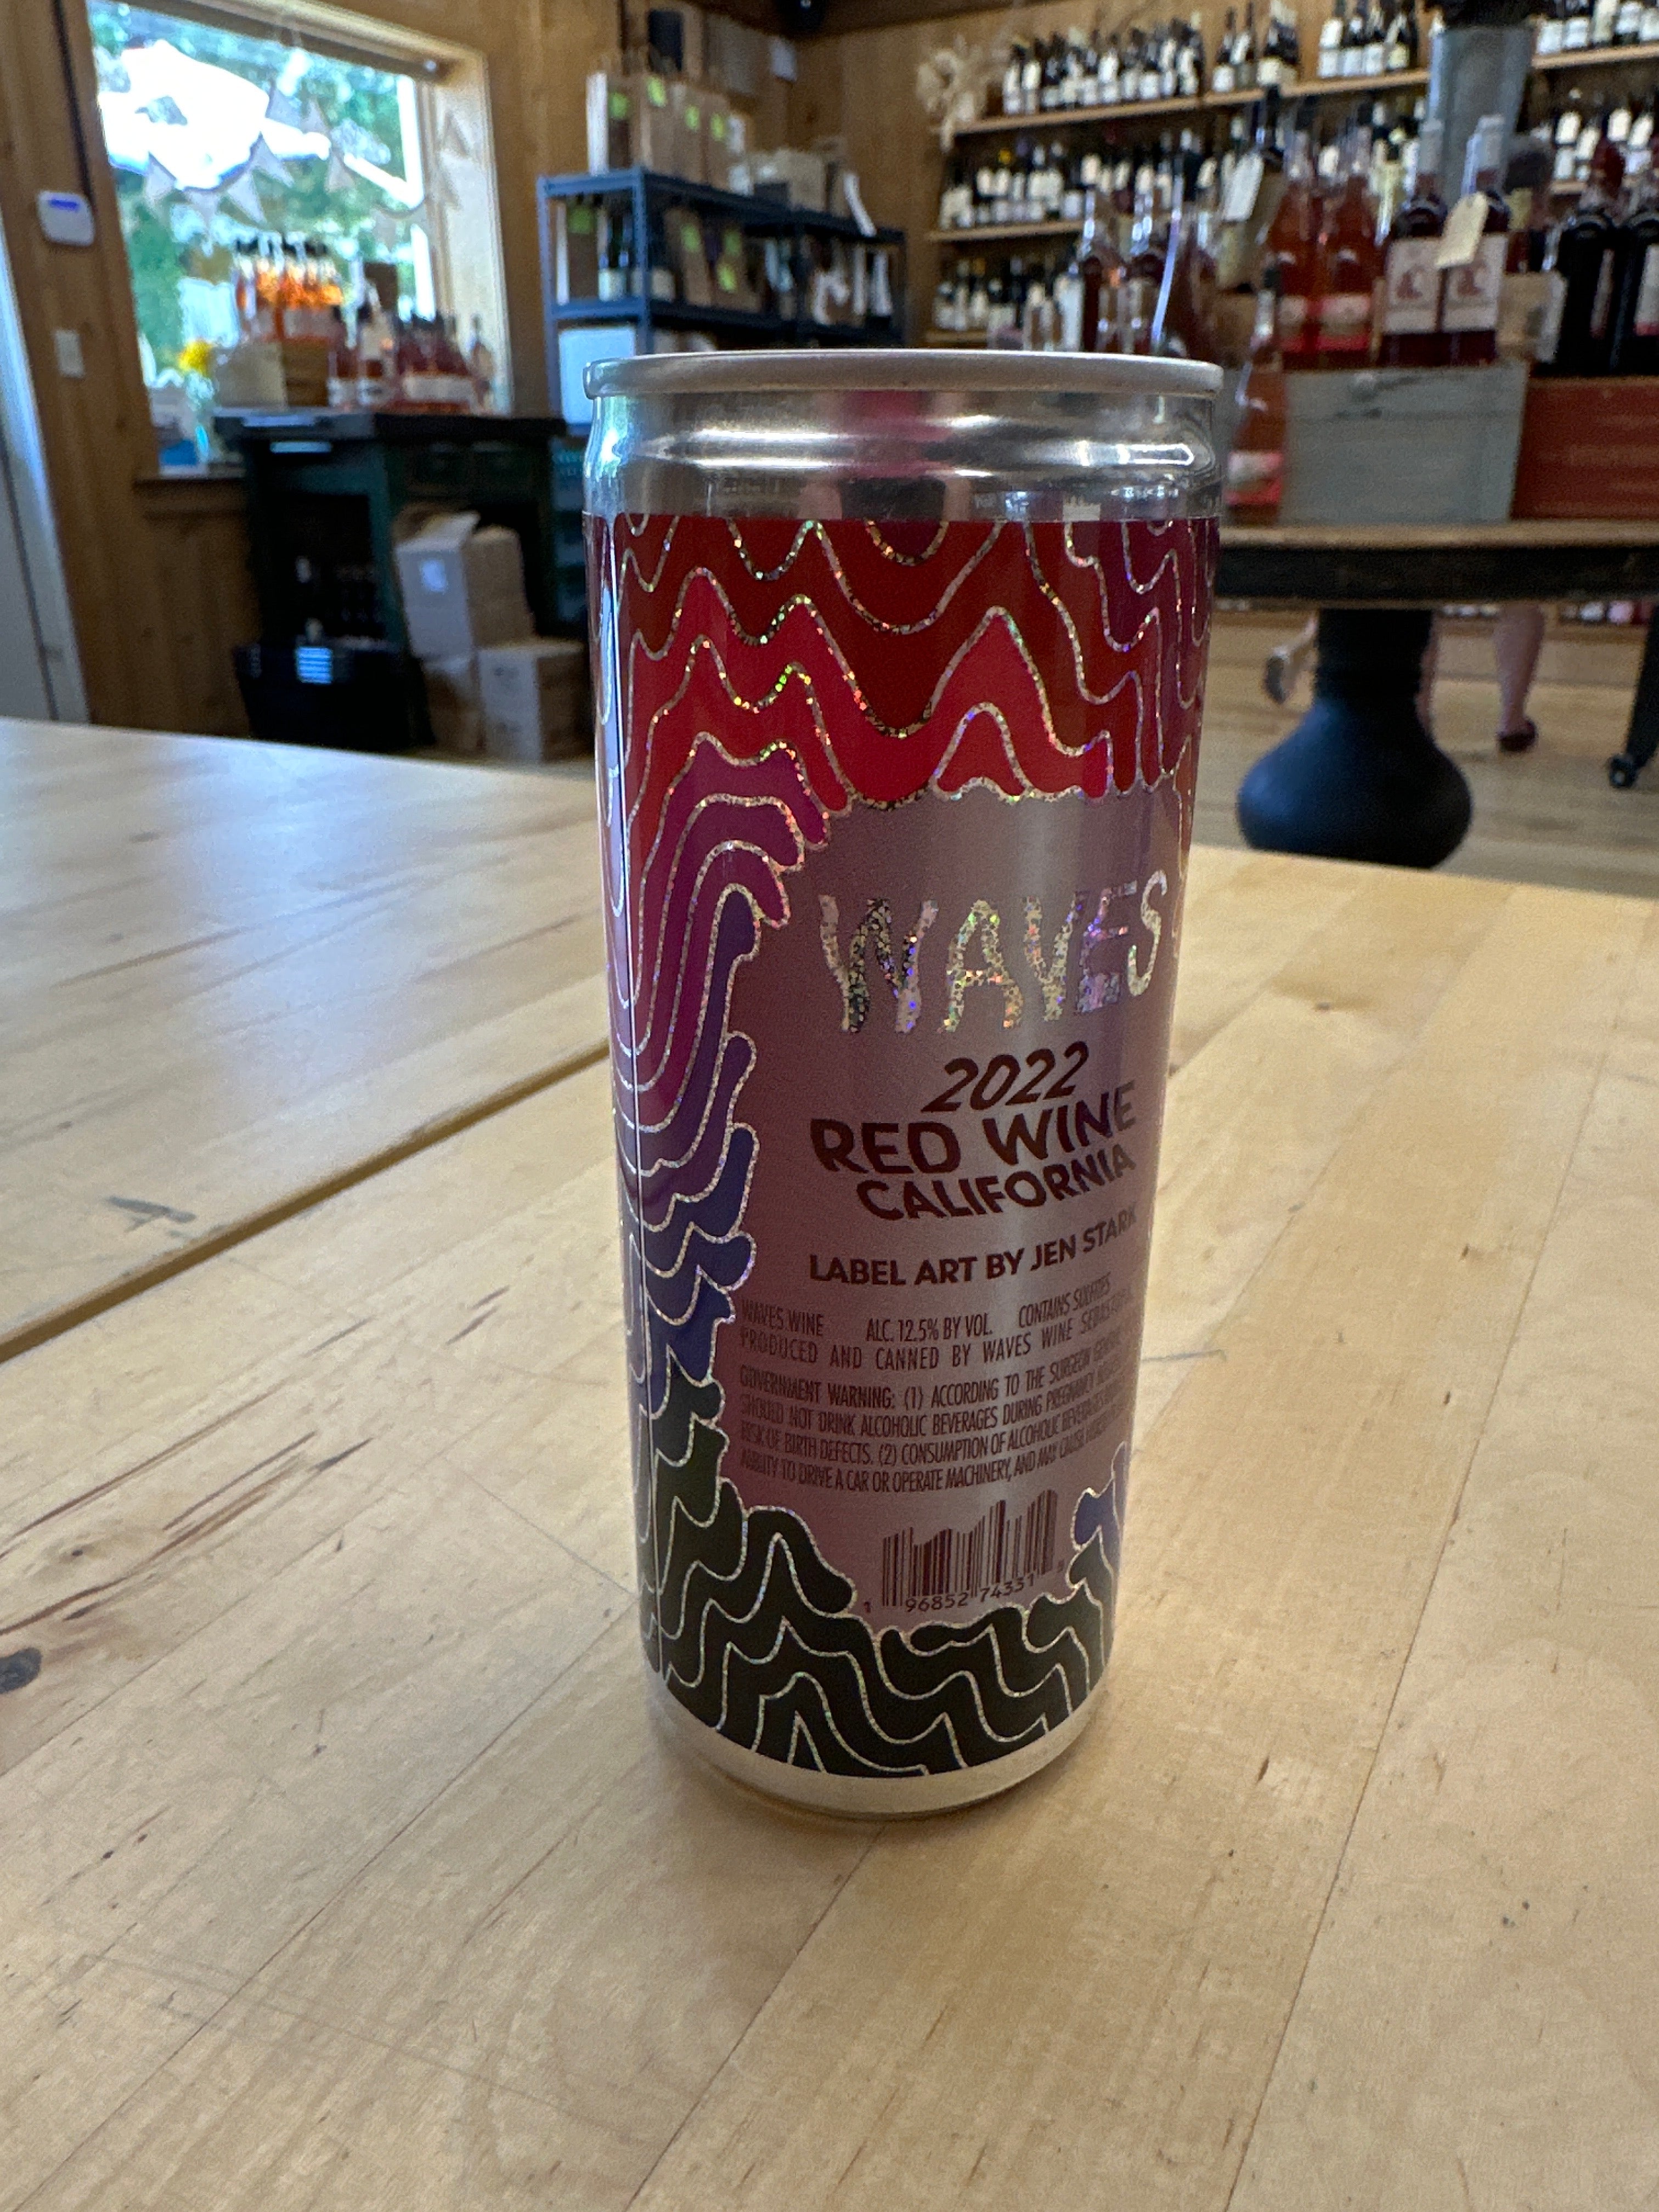 WAVES
2022
RED WINE
CALIFORNIA
LABEL ART BY JEN STARK
WAVES WINE ALC. 12.5% BY VOL. CONTAINS SULFITES
PRODUCED AND CANNED BY WAVES WINE
GOVERNMENT WARNING: (1) ACCORDING TO THE SURGEON
SHOULD NOT DRINK ALCOHOLIC BEVERAGES DURING PREGNANCY
RISK OF BIRTH DEFECTS. (2) CONSUMPTION OF ALCOHOLIC BEVERAGES
ABILITY TO DRIVE A CAR OR OPERATE MACHINERY, AND MAY CAUSE
1 96852 74331